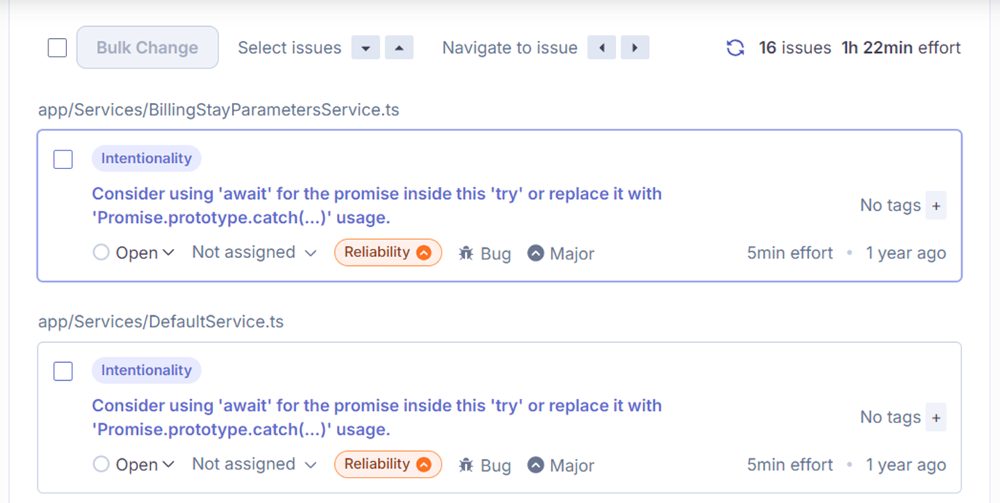 Bulk Change Select issues Navigate to issue 16 issues 1h 22min effort
app/Services/BillingStayParametersService.ts
Intentionality
Consider using 'await' for the promise inside this 'try' or replace it with
'Promise.prototype.catch(...)' usage.
No tags +
Open Not assigned Reliability Bug Major 5min effort • 1 year ago
app/Services/DefaultService.ts
Intentionality
Consider using 'await' for the promise inside this 'try' or replace it with
'Promise.prototype.catch(...)' usage.
No tags +
Open Not assigned Reliability Bug Major 5min effort • 1 year ago